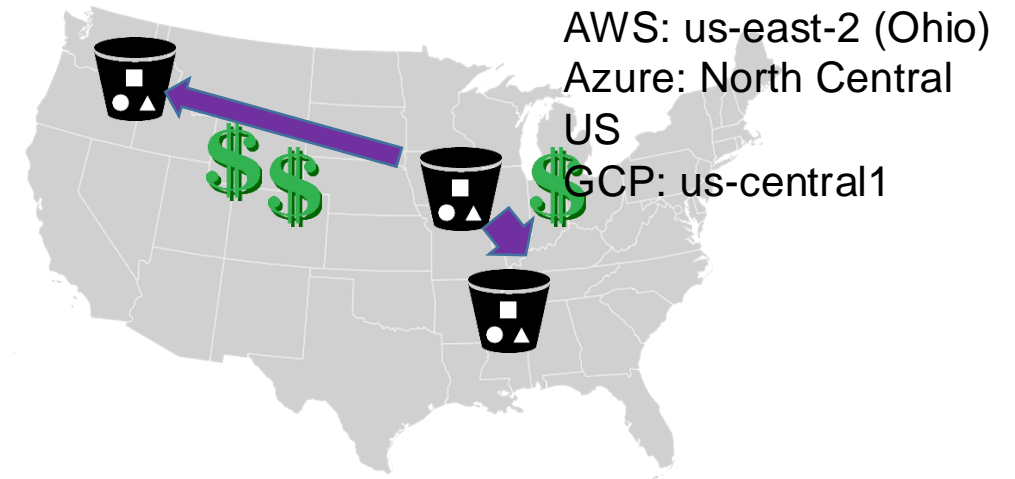 AWS: us-east-2 (Ohio)
Azure: North Central
US
GCP: us-central1
$
$
$